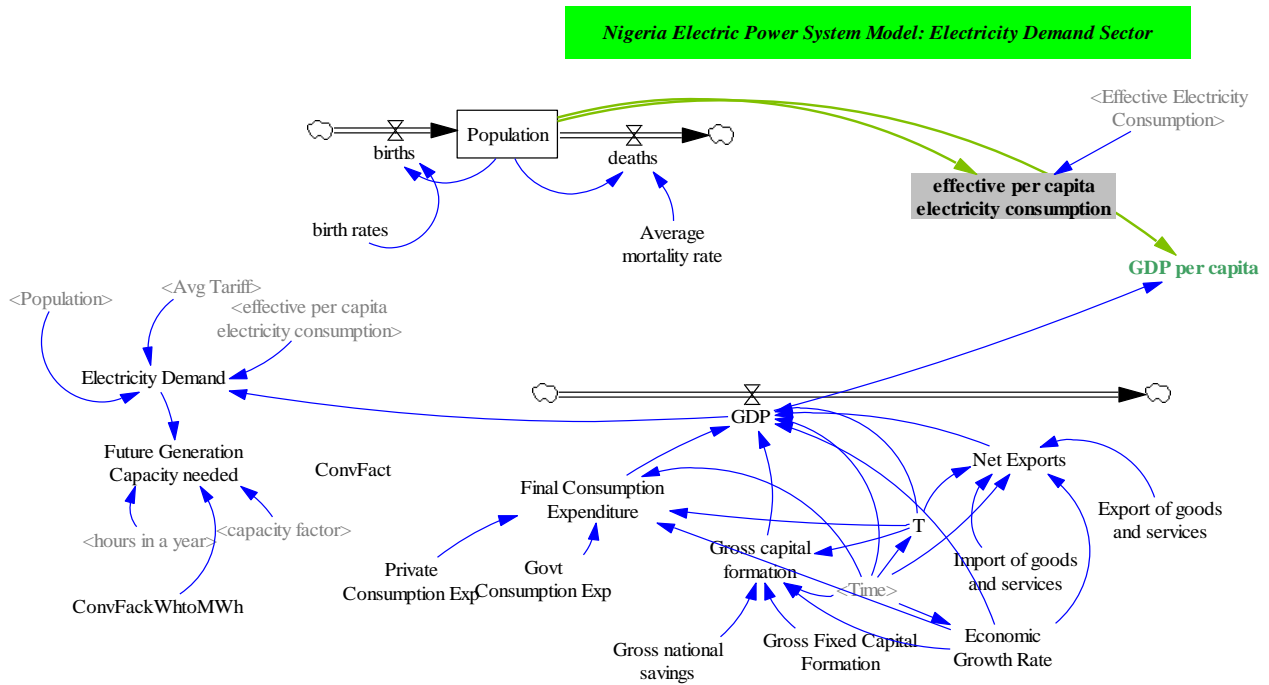 Nigeria Electric Power System Model: Electricity Demand Sector
<Effective Electricity
Consumption>
Population
births
deaths
effective per capita
electricity consumption
birth rates
Average
mortality rate
GDP per capita
<Population>
<Avg Tariff>
<effective per capita
electricity consumption>
Electricity Demand
GDP
Future Generation
Capacity needed
ConvFact
Net Exports
Final Consumption
Expenditure
<hours in a year>
<capacity factor>
T
Export of goods
and services
Gross capital
formation
Private
Consumption Exp
Govt
Consumption Exp
<Time>
Import of goods
and services
ConvFackWhtoMWh
Gross national
savings
Gross Fixed Capital
Formation
Economic
Growth Rate